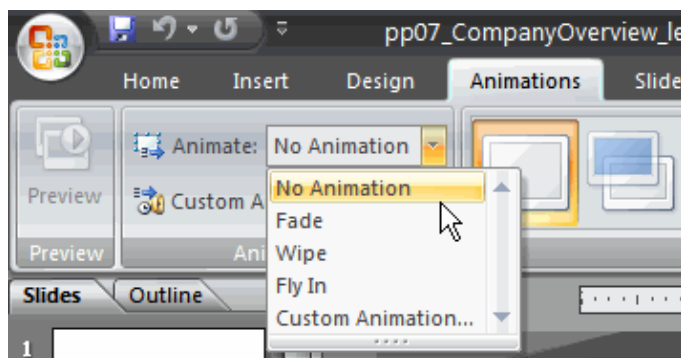 pp07_CompanyOverview_le
Home Insert Design Animations Slide
Animate: No Animation
Preview Custom A
No Animation
Fade
Wipe
Fly In
Custom Animation...
Preview Ani
Slides Outline
1